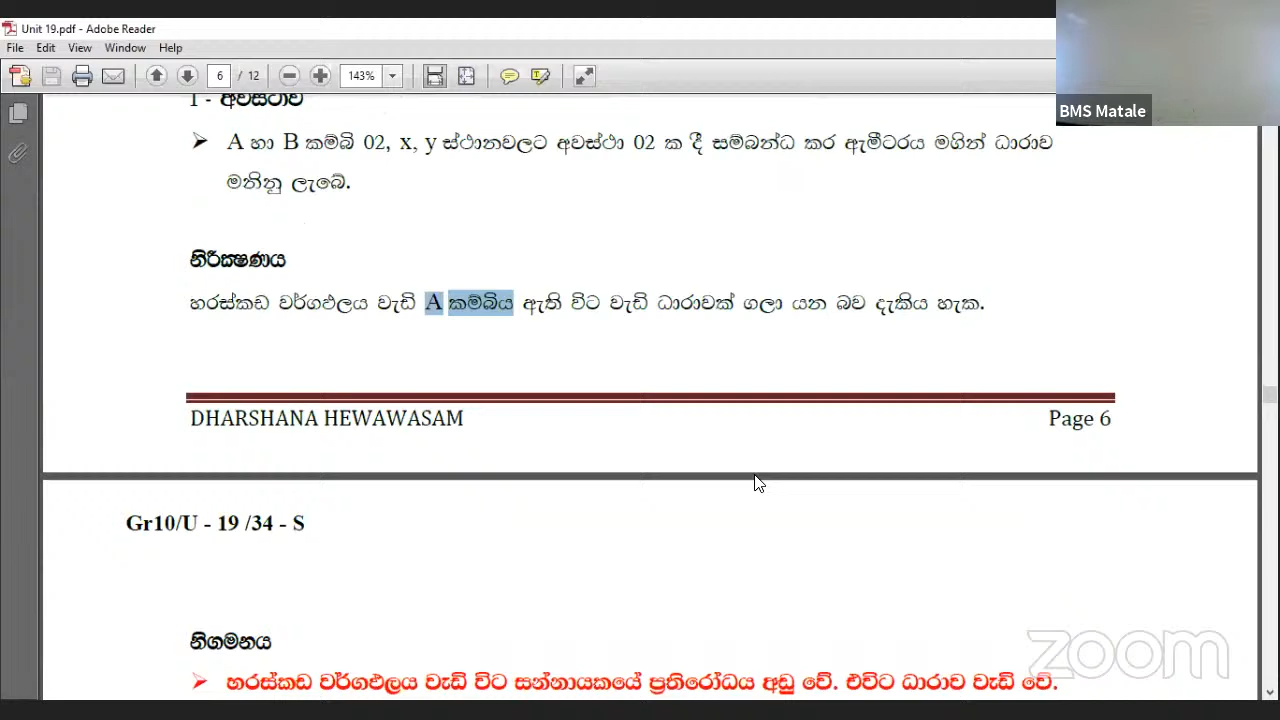 Unit 19.pdf - Adobe Reader
File Edit View Window Help
6 / 12 143%
BMS Matale
1 - අවස්ථාව
➢ A හා B කම්බි 02, x, y ස්ථානවලට අවස්ථා 02 ක දී සම්බන්ධ කර ඇමීටරය මගින් ධාරාව
මනිනු ලැබේ.
නිරීක්ෂණය
හරස්කඩ වර්ගඵලය වැඩි A කම්බිය ඇති විට වැඩි ධාරාවක් ගලා යන බව දැකිය හැක.
DHARSHANA HEWAWASAM Page 6
Gr10/U - 19 /34 - S
නිගමනය
➢ හරස්කඩ වර්ගඵලය වැඩි විට සන්නායකයේ ප්‍රතිරෝධය අඩු වේ. එවිට ධාරාව වැඩි වේ.
zoom